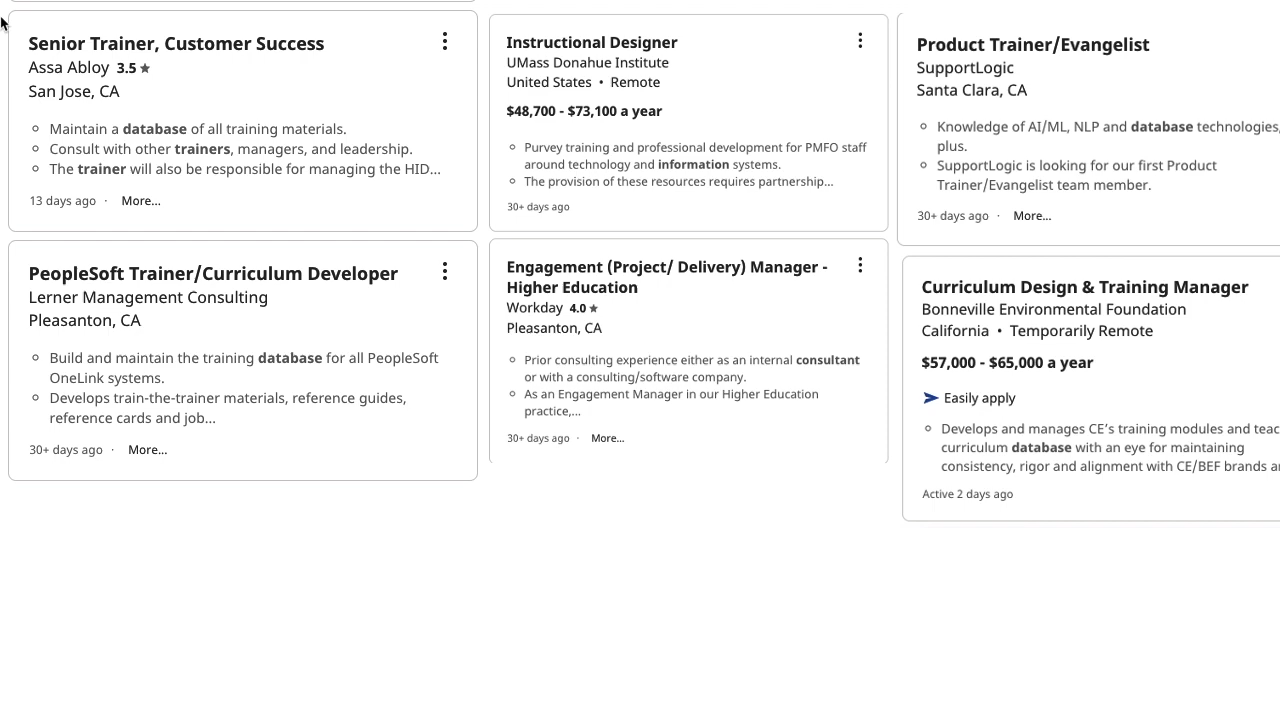 Senior Trainer, Customer Success
Assa Abloy 3.5 ★
San Jose, CA
Maintain a database of all training materials.
Consult with other trainers, managers, and leadership.
The trainer will also be responsible for managing the HID...
13 days ago · More...
PeopleSoft Trainer/Curriculum Developer
Lerner Management Consulting
Pleasanton, CA
Build and maintain the training database for all PeopleSoft
OneLink systems.
Develops train-the-trainer materials, reference guides,
reference cards and job...
30+ days ago · More...
Instructional Designer
UMass Donahue Institute
United States • Remote
$48,700 - $73,100 a year
Purvey training and professional development for PMFO staff
around technology and information systems.
The provision of these resources requires partnership...
30+ days ago
Engagement (Project/ Delivery) Manager -
Higher Education
Workday 4.0 ★
Pleasanton, CA
Prior consulting experience either as an internal consultant
or with a consulting/software company.
As an Engagement Manager in our Higher Education
practice,...
30+ days ago · More...
Product Trainer/Evangelist
SupportLogic
Santa Clara, CA
Knowledge of AI/ML, NLP and database technologies,
plus.
SupportLogic is looking for our first Product
Trainer/Evangelist team member.
30+ days ago · More...
Curriculum Design & Training Manager
Bonneville Environmental Foundation
California • Temporarily Remote
$57,000 - $65,000 a year
Easily apply
Develops and manages CE’s training modules and
curriculum database with an eye for maintaining
consistency, rigor and alignment with CE/BEF brands
Active 2 days ago